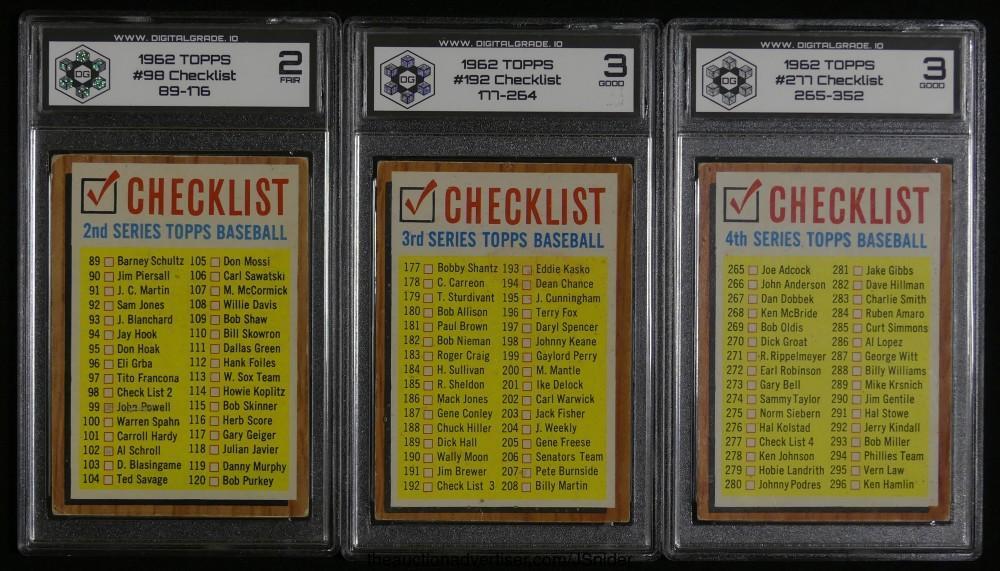 WWW. DIGITALGRADE. IO
DG
1962 TOPPS
#98 Checklist
89-176
2
FAIR
CHECKLIST
2nd SERIES TOPPS BASEBALL
89 Barney Schultz 105 Don Mossi
90 Jim Piersall 106 Carl Sawatski
91 J. C. Martin 107 M. McCormick
92 Sam Jones 108 Willie Davis
93 J. Blanchard 109 Bob Shaw
94 Jay Hook 110 Bill Skowron
95 Don Hoak 111 Dallas Green
96 Eli Grba 112 Hank Foiles
97 Tito Francona 113 W. Sox Team
98 Check List 2 114 Howie Koplitz
99 John Powell 115 Bob Skinner
100 Warren Spahn 116 Herb Score
101 Carroll Hardy 117 Gary Geiger
102 Al Schroll 118 Julian Javier
103 D. Blasingame 119 Danny Murphy
104 Ted Savage 120 Bob Purkey
WWW. DIGITALGRADE. IO
DG
1962 TOPPS
#192 Checklist
177-264
3
GOOD
CHECKLIST
3rd SERIES TOPPS BASEBALL
177 Bobby Shantz 193 Eddie Kasko
178 C. Carreon 194 Dean Chance
179 T. Sturdivant 195 J. Cunningham
180 Bob Allison 196 Terry Fox
181 Paul Brown 197 Daryl Spencer
182 Bob Nieman 198 Johnny Keane
183 Roger Craig 199 Gaylord Perry
184 H. Sullivan 200 M. Mantle
185 R. Sheldon 201 Ike Delock
186 Mack Jones 202 Carl Warwick
187 Gene Conley 203 Jack Fisher
188 Chuck Hiller 204 J. Weekly
189 Dick Hall 205 Gene Freese
190 Wally Moon 206 Senators Team
191 Jim Brewer 207 Pete Burnside
192 Check List 3 208 Billy Martin
WWW. DIGITALGRADE. IO
DG
1962 TOPPS
#277 Checklist
265-352
3
GOOD
CHECKLIST
4th SERIES TOPPS BASEBALL
265 Joe Adcock 281 Jake Gibbs
266 John Anderson 282 Dave Hillman
267 Dan Dobbek 283 Charlie Smith
268 Ken McBride 284 Ruben Amaro
269 Bob Oldis 285 Curt Simmons
270 Dick Groat 286 Al Lopez
271 R. Rippelmeyer 287 George Witt
272 Earl Robinson 288 Billy Williams
273 Gary Bell 289 Mike Krsnich
274 Sammy Taylor 290 Jim Gentile
275 Norm Siebern 291 Hal Stowe
276 Hal Kolstad 292 Jerry Kindall
277 Check List 4 293 Bob Miller
278 Ken Johnson 294 Phillies Team
279 Hobie Landrith 295 Vern Law
280 Johnny Podres 296 Ken Hamlin
theauctionadvertiser.com/JSpider